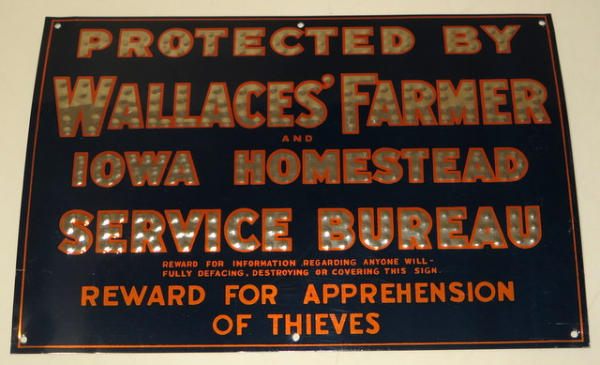 PROTECTED BY
WALLACES' FARMER
AND
IOWA HOMESTEAD
SERVICE BUREAU
REWARD FOR INFORMATION REGARDING ANYONE WILL-
FULLY DEFACING, DESTROYING OR COVERING THIS SIGN.
REWARD FOR APPREHENSION
OF THIEVES